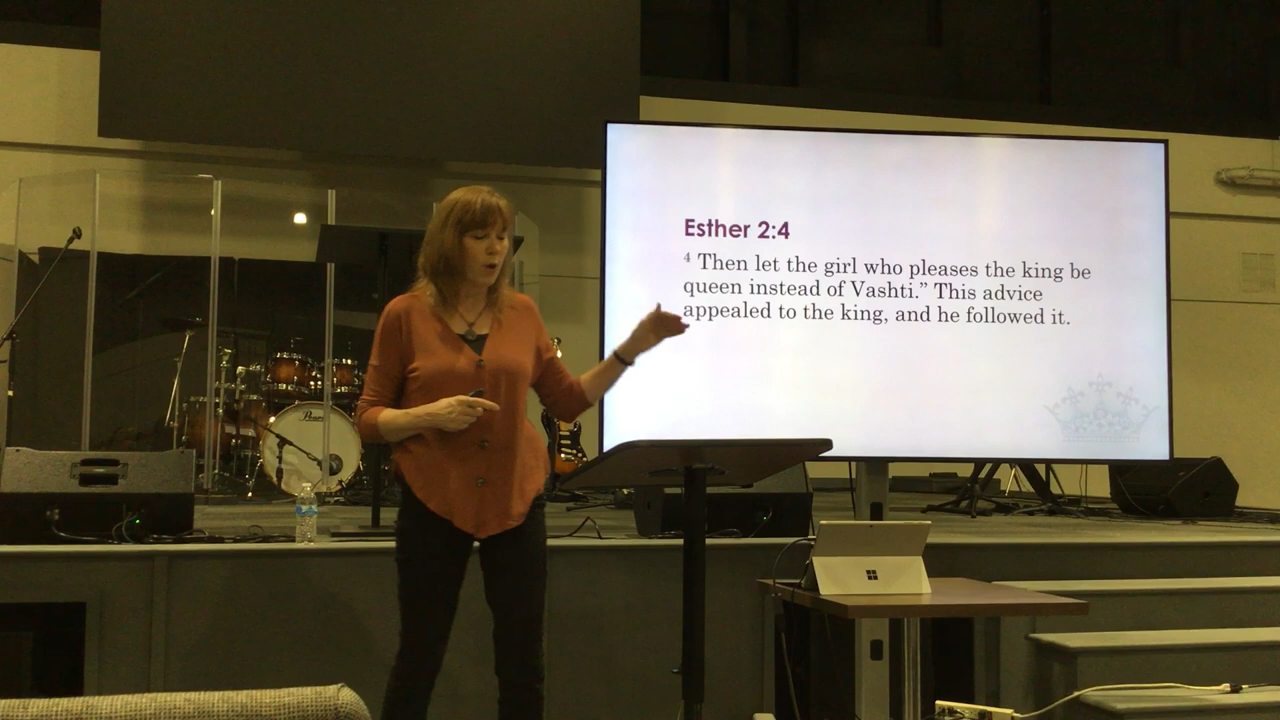 Esther 2:4
4 Then let the girl who pleases the king be
queen instead of Vashti.” This advice
appealed to the king, and he followed it.
Pearl